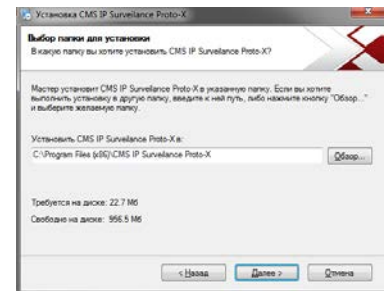 Установка CMS IP Surveilance Proto-X
Выбор папки для установки
В какую папку вы хотите установить CMS IP Surveilance Proto-X?
Мастер установит CMS IP Surveilance Proto-X в указанную папку. Если вы хотите
выполнить установку в другую папку, введите к ней путь, либо нажмите кнопку "Обзор..."
и выберите желаемую папку.
Установить CMS IP Surveilance Proto-X в:
C:\Program Files (x86)\CMS IP Surveilance Proto-X
Обзор...
Требуется на диске: 22.7 Мб
Свободно на диске: 956.5 Мб
< Назад
Далее >
Отмена